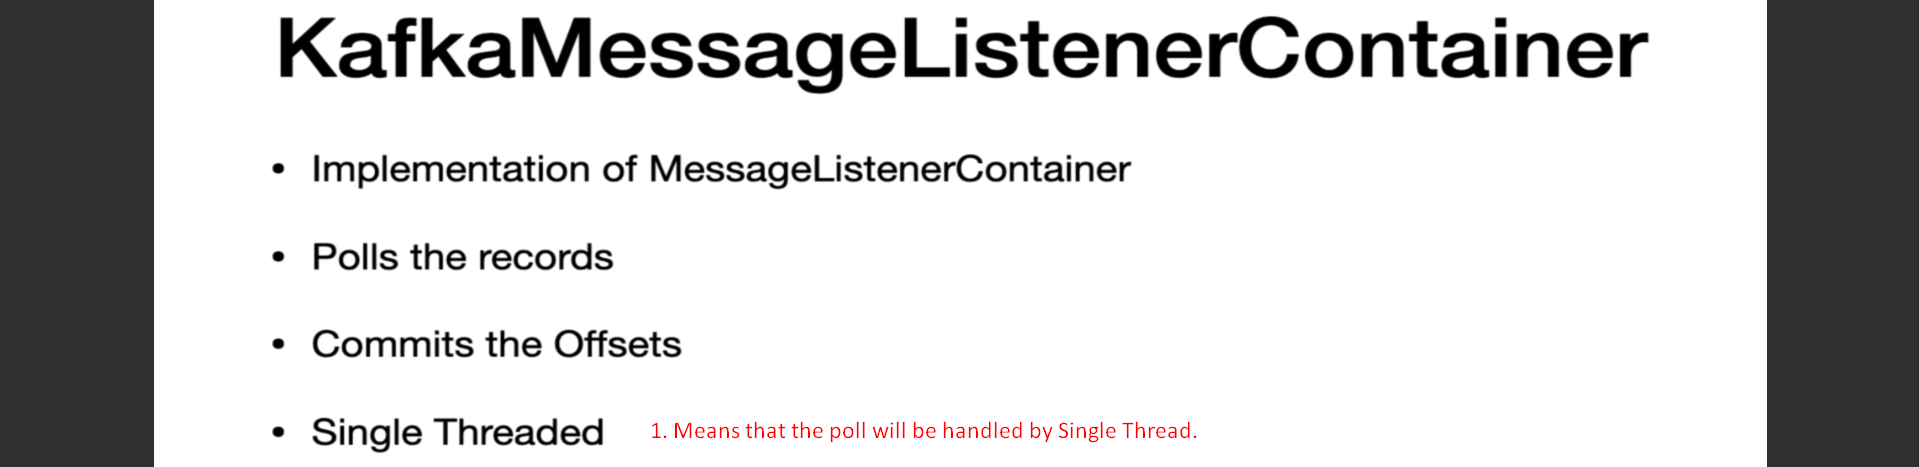 KafkaMessageListenerContainer
• Implementation of MessageListenerContainer
• Polls the records
• Commits the Offsets
• Single Threaded 1. Means that the poll will be handled by Single Thread.